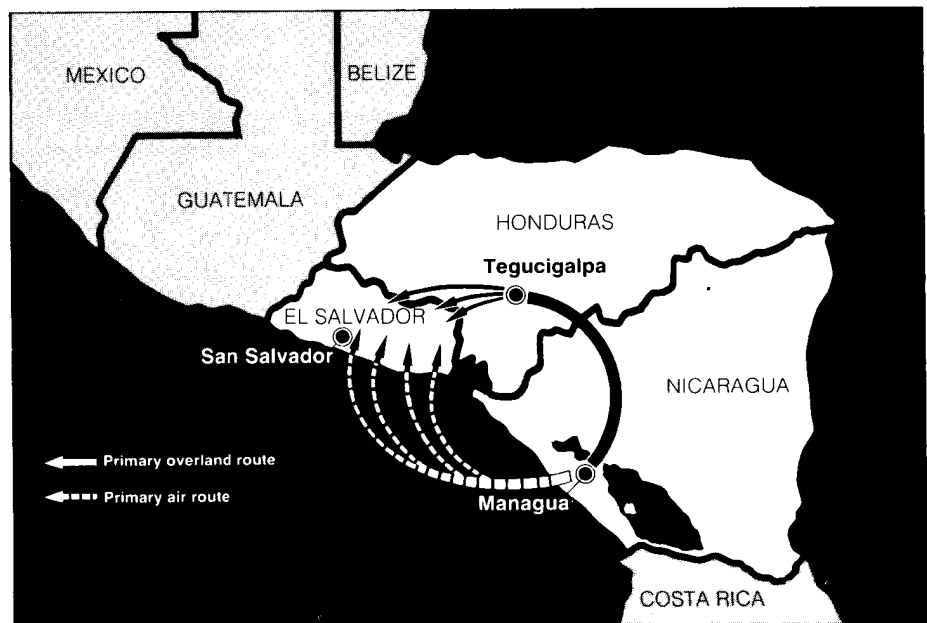 MEXICO
BELIZE
GUATEMALA
HONDURAS
Tegucigalpa
EL SALVADOR
San Salvador
NICARAGUA
Primary overland route
Primary air route
Managua
COSTA RICA